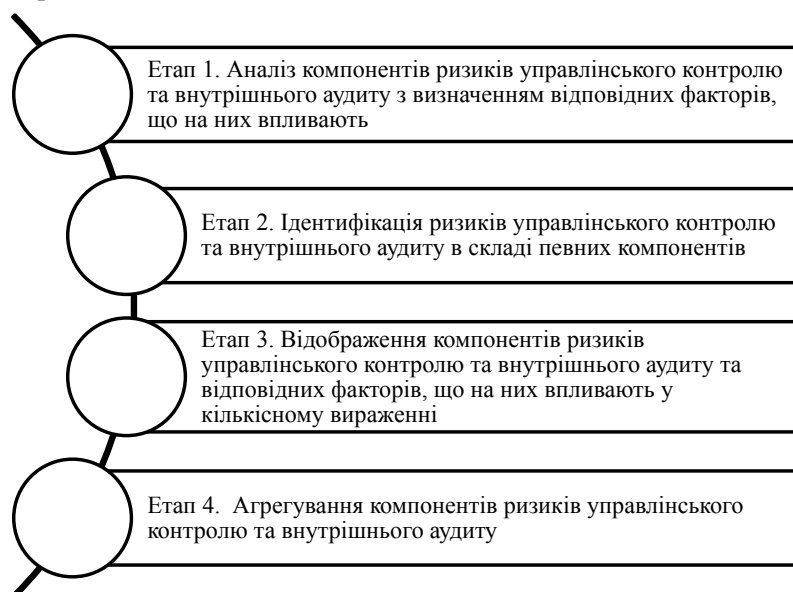 Етап 1. Аналіз компонентів ризиків управлінського контролю
та внутрішнього аудиту з визначенням відповідних факторів,
що на них впливають
Етап 2. Ідентифікація ризиків управлінського контролю
та внутрішнього аудиту в складі певних компонентів
Етап 3. Відображення компонентів ризиків
управлінського контролю та внутрішнього аудиту та
відповідних факторів, що на них впливають у
кількісному вираженні
Етап 4. Агрегування компонентів ризиків управлінського
контролю та внутрішнього аудиту